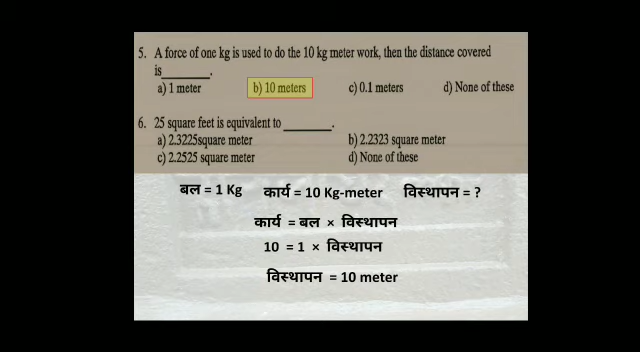 5. A force of one kg is used to do the 10 kg meter work, then the distance covered
is________.
a) 1 meter b) 10 meters c) 0.1 meters d) None of these
6. 25 square feet is equivalent to ________.
a) 2.3225square meter b) 2.2323 square meter
c) 2.2525 square meter d) None of these
बल = 1 Kg कार्य = 10 Kg-meter विस्थापन = ?
कार्य = बल × विस्थापन
10 = 1 × विस्थापन
विस्थापन = 10 meter